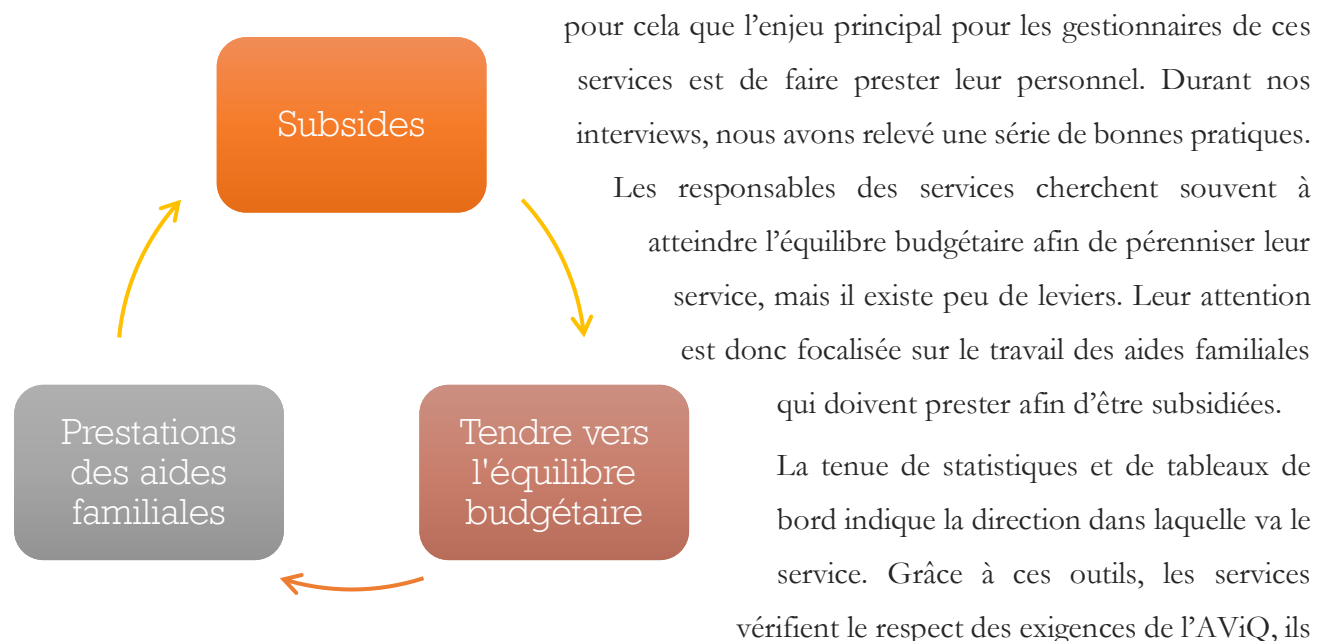 Subsides
Prestations
des aides
familiales
Tendre vers
l'équilibre
budgétaire
pour cela que l’enjeu principal pour les gestionnaires de ces
services est de faire prester leur personnel. Durant nos
interviews, nous avons relevé une série de bonnes pratiques.
Les responsables des services cherchent souvent à
atteindre l’équilibre budgétaire afin de pérenniser leur
service, mais il existe peu de leviers. Leur attention
est donc focalisée sur le travail des aides familiales
qui doivent prester afin d’être subsidiées.
La tenue de statistiques et de tableaux de
bord indique la direction dans laquelle va le
service. Grâce à ces outils, les services
vérifient le respect des exigences de l’AViQ, ils